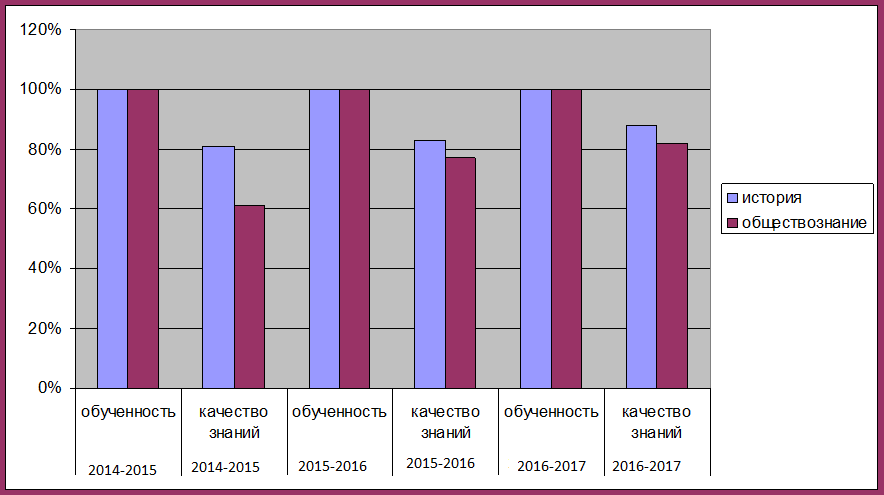 120%
100%
80%
60%
40%
20%
0%
обученность
качество
знаний
обученность
качество
знаний
обученность
качество
знаний
2014-2015
2014-2015
2015-2016
2015-2016
2016-2017
2016-2017
история
обществознание